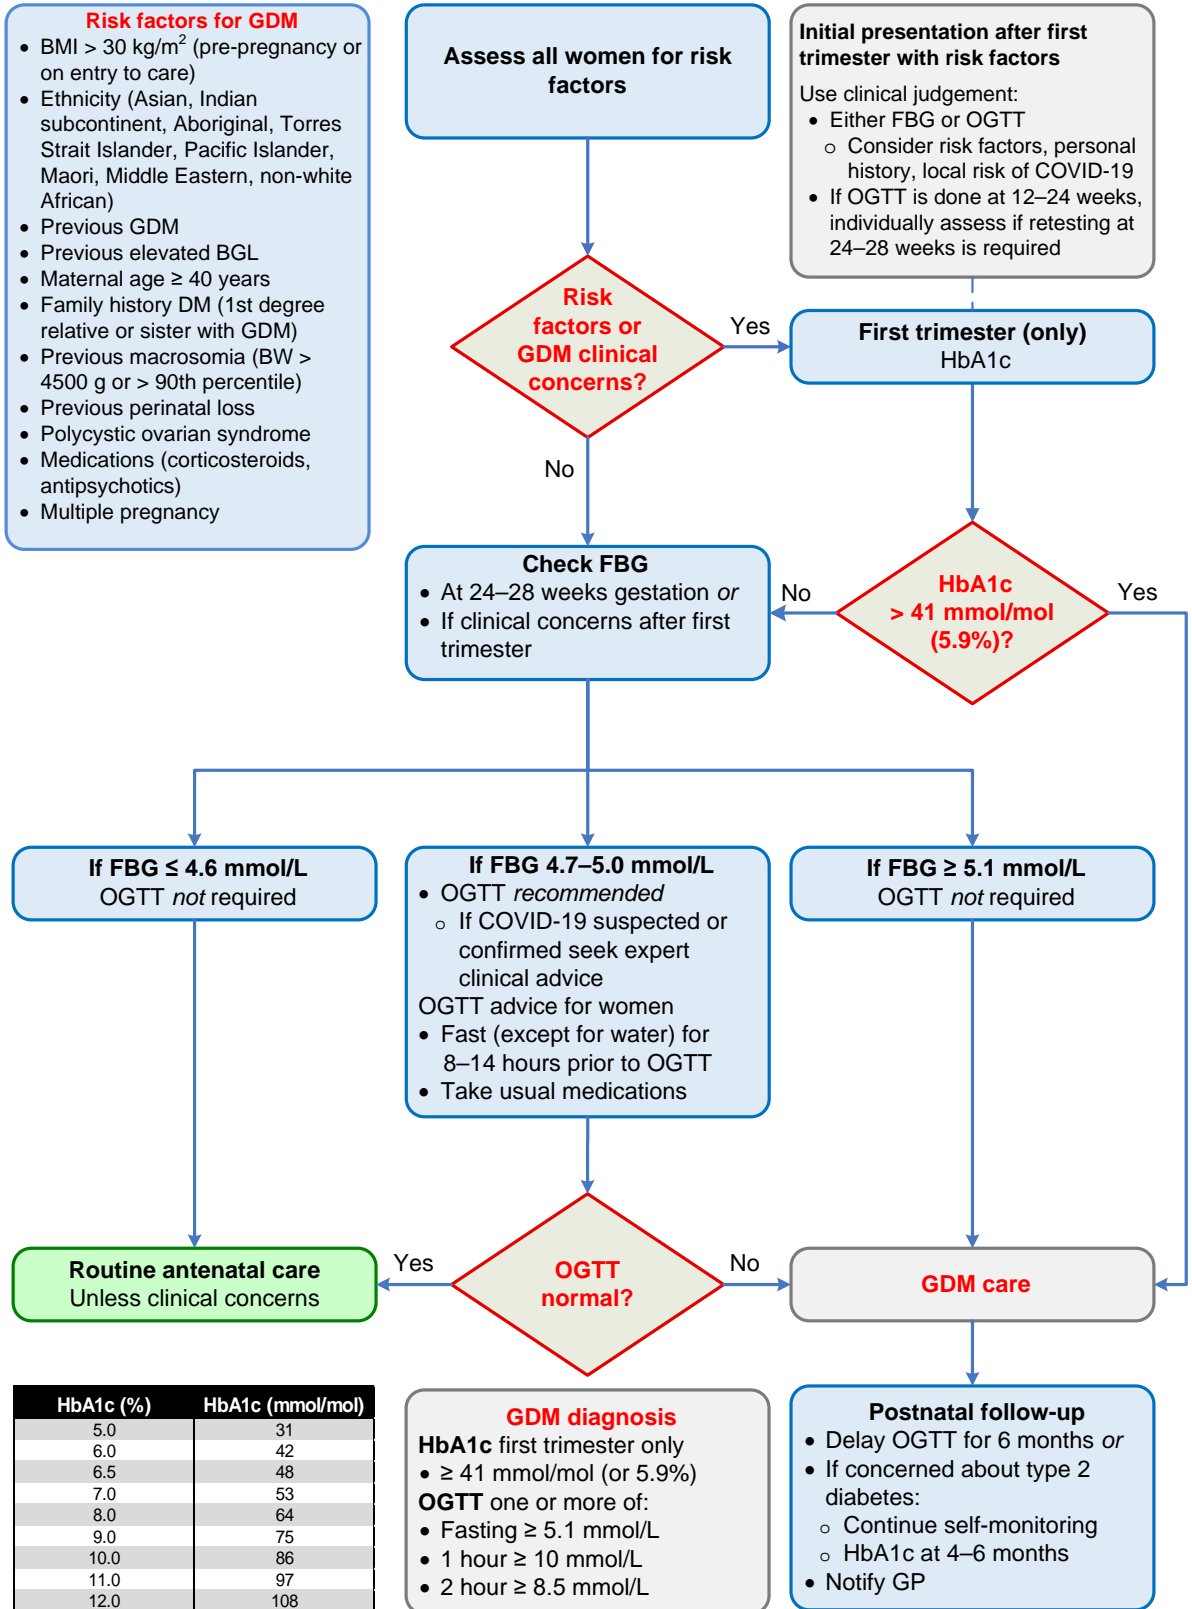 Risk factors for GDM
• BMI > 30 kg/m² (pre-pregnancy or
on entry to care)
• Ethnicity (Asian, Indian
subcontinent, Aboriginal, Torres
Strait Islander, Pacific Islander,
Maori, Middle Eastern, non-white
African)
• Previous GDM
• Previous elevated BGL
• Maternal age ≥ 40 years
• Family history DM (1st degree
relative or sister with GDM)
• Previous macrosomia (BW >
4500 g or > 90th percentile)
• Previous perinatal loss
• Polycystic ovarian syndrome
• Medications (corticosteroids,
antipsychotics)
• Multiple pregnancy
Assess all women for risk
factors
Initial presentation after first
trimester with risk factors
Use clinical judgement:
• Either FBG or OGTT
o Consider risk factors, personal
history, local risk of COVID-19
• If OGTT is done at 12–24 weeks,
individually assess if retesting at
24–28 weeks is required
Risk
factors or
GDM clinical
concerns?
Yes
No
First trimester (only)
HbA1c
HbA1c
> 41 mmol/mol
(5.9%)?
No
Yes
Check FBG
• At 24–28 weeks gestation or
• If clinical concerns after first
trimester
If FBG ≤ 4.6 mmol/L
OGTT not required
If FBG 4.7–5.0 mmol/L
• OGTT recommended
o If COVID-19 suspected or
confirmed seek expert
clinical advice
OGTT advice for women
• Fast (except for water) for
8–14 hours prior to OGTT
• Take usual medications
If FBG ≥ 5.1 mmol/L
OGTT not required
Routine antenatal care
Unless clinical concerns
Yes
OGTT
normal?
No
GDM care
HbA1c (%) HbA1c (mmol/mol)
5.0 31
6.0 42
6.5 48
7.0 53
8.0 64
9.0 75
10.0 86
11.0 97
12.0 108
GDM diagnosis
HbA1c first trimester only
• ≥ 41 mmol/mol (or 5.9%)
OGTT one or more of:
• Fasting ≥ 5.1 mmol/L
• 1 hour ≥ 10 mmol/L
• 2 hour ≥ 8.5 mmol/L
Postnatal follow-up
• Delay OGTT for 6 months or
• If concerned about type 2
diabetes:
o Continue self-monitoring
o HbA1c at 4–6 months
• Notify GP